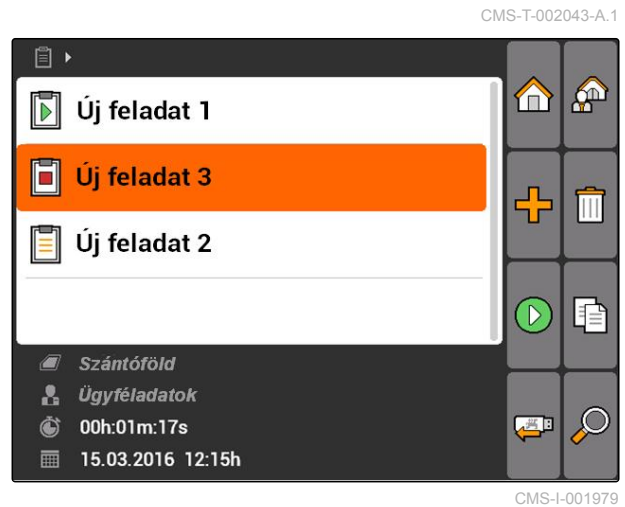 CMS-T-002043-A.1
Új feladat 1
Új feladat 3
Új feladat 2
Szántóföld
Ügyféladatok
00h:01m:17s
15.03.2016 12:15h
CMS-I-001979